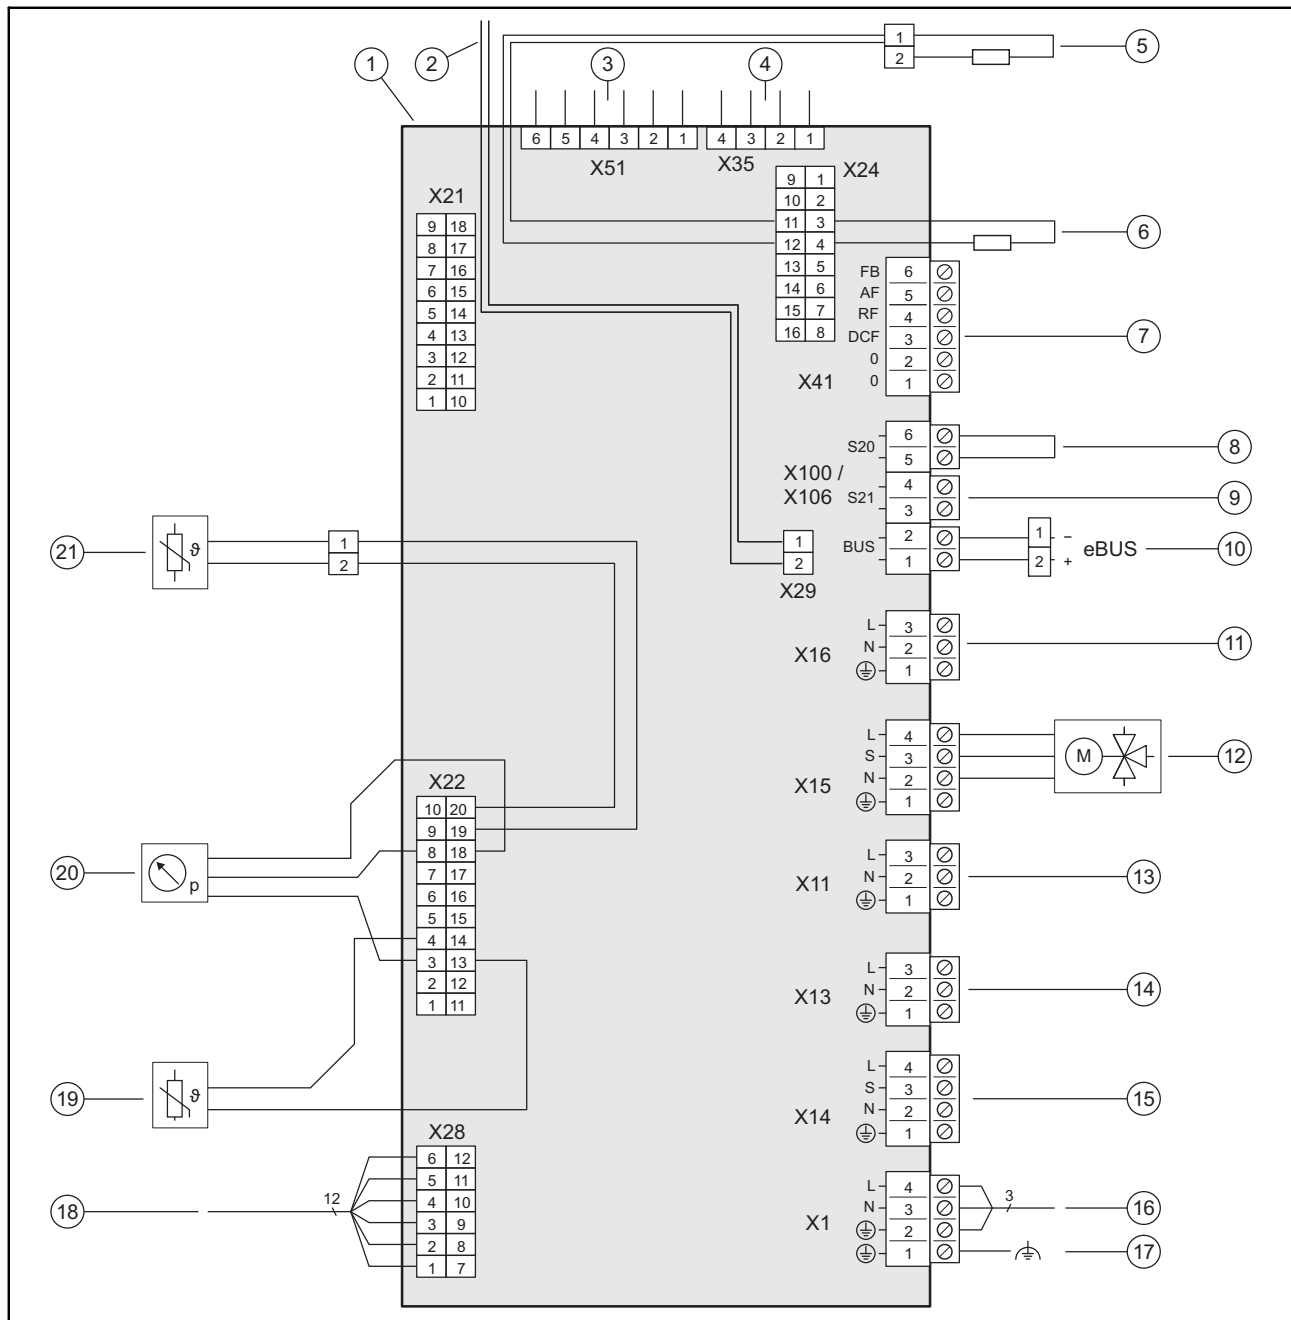 1
2
3
4
5
1
2
6 5 4 3 2 1
4 3 2 1
X51
X35
X24
9 1
10 2
11 3
12 4
13 5
14 6
15 7
16 8
6
X21
9 18
8 17
7 16
6 15
5 14
4 13
3 12
2 11
1 10
FB 6
AF 5
RF 4
DCF 3
0 2
0 1
X41
7
S20
6
5
8
X100 /
X106
S21
4
3
9
BUS
2
1
1 –
2 +
eBUS
10
1
2
X29
21
ϑ
1
2
X16
L 3
N 2
1
11
X15
L 4
S 3
N 2
1
M
12
X22
10 20
9 19
8 18
7 17
6 16
5 15
4 14
3 13
2 12
1 11
20
p
X11
L 3
N 2
1
13
X13
L 3
N 2
1
14
19
ϑ
X14
L 4
S 3
N 2
1
15
X28
6 12
5 11
4 10
3 9
2 8
1 7
18
12
X1
L 4
N 3
2
1
3
16
17